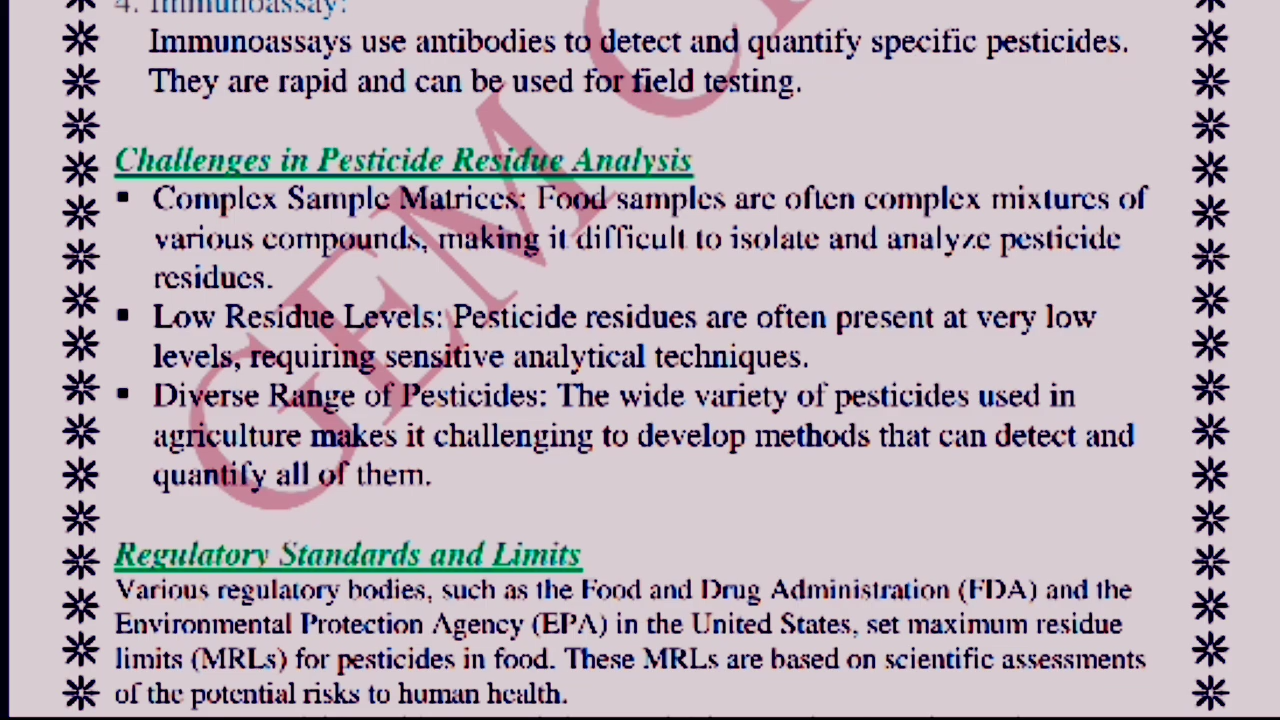 4. Immunoassay:
Immunoassays use antibodies to detect and quantify specific pesticides.
They are rapid and can be used for field testing.
Challenges in Pesticide Residue Analysis
▪ Complex Sample Matrices: Food samples are often complex mixtures of
various compounds, making it difficult to isolate and analyze pesticide
residues.
▪ Low Residue Levels: Pesticide residues are often present at very low
levels, requiring sensitive analytical techniques.
▪ Diverse Range of Pesticides: The wide variety of pesticides used in
agriculture makes it challenging to develop methods that can detect and
quantify all of them.
Regulatory Standards and Limits
Various regulatory bodies, such as the Food and Drug Administration (FDA) and the
Environmental Protection Agency (EPA) in the United States, set maximum residue
limits (MRLs) for pesticides in food. These MRLs are based on scientific assessments
of the potential risks to human health.
GEM